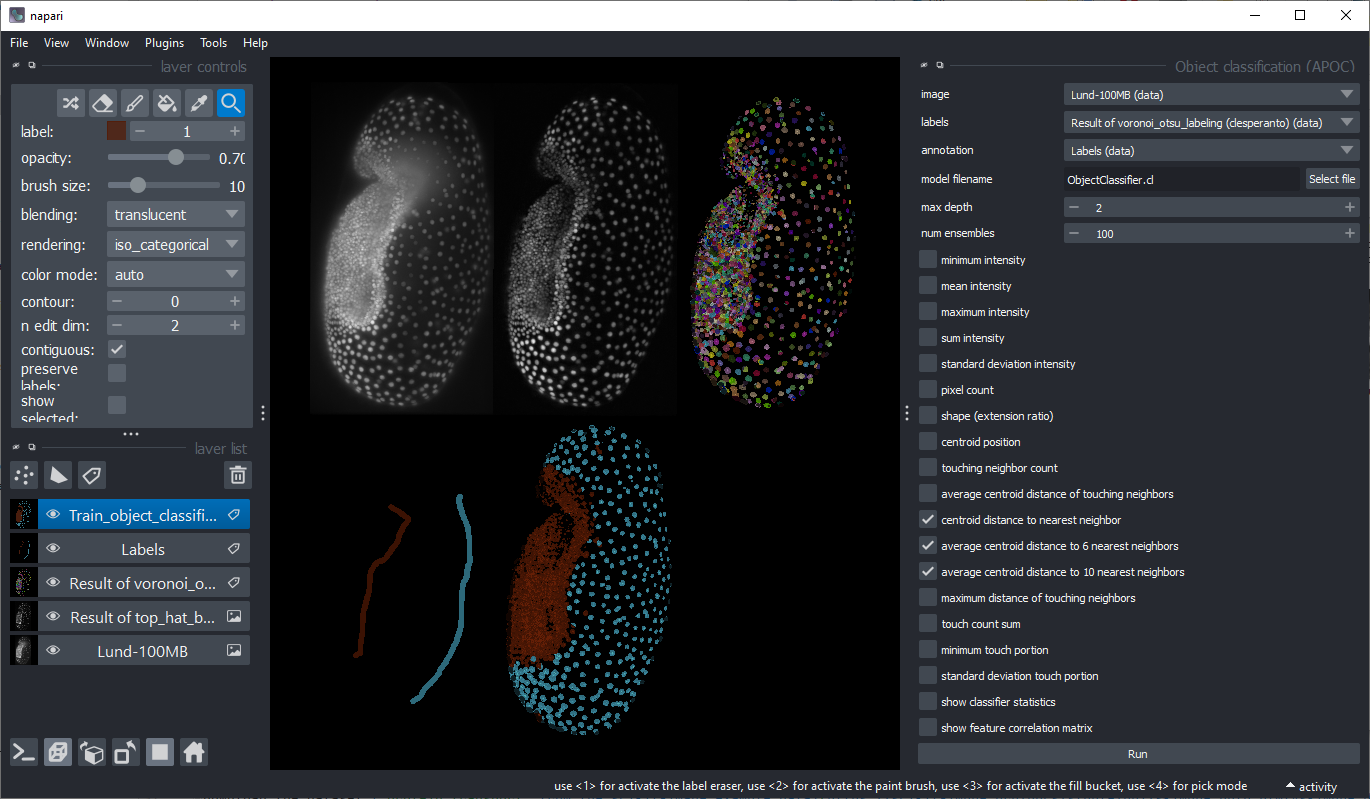 napari
File View Window Plugins Tools Help
layer controls
label: 1
opacity: 0.70
brush size: 10
blending: translucent
rendering: iso_categorical
color mode: auto
contour: 0
n edit dim: 2
contiguous:
preserve
labels:
show
selected:
layer list
Train_object_classifi...
Labels
Result of voronoi_o...
Result of top_hat_b...
Lund-100MB
Object classification (APOC)
image Lund-100MB (data)
labels Result of voronoi_otsu_labeling (clesperanto) (data)
annotation Labels (data)
model filename ObjectClassifier.cl Select file
max depth 2
num ensembles 100
minimum intensity
mean intensity
maximum intensity
sum intensity
standard deviation intensity
pixel count
shape (extension ratio)
centroid position
touching neighbor count
average centroid distance of touching neighbors
centroid distance to nearest neighbor
average centroid distance to 6 nearest neighbors
average centroid distance to 10 nearest neighbors
maximum distance of touching neighbors
touch count sum
minimum touch portion
standard deviation touch portion
show classifier statistics
show feature correlation matrix
Run
use <1> for activate the label eraser, use <2> for activate the paint brush, use <3> for activate the fill bucket, use <4> for pick mode
activity